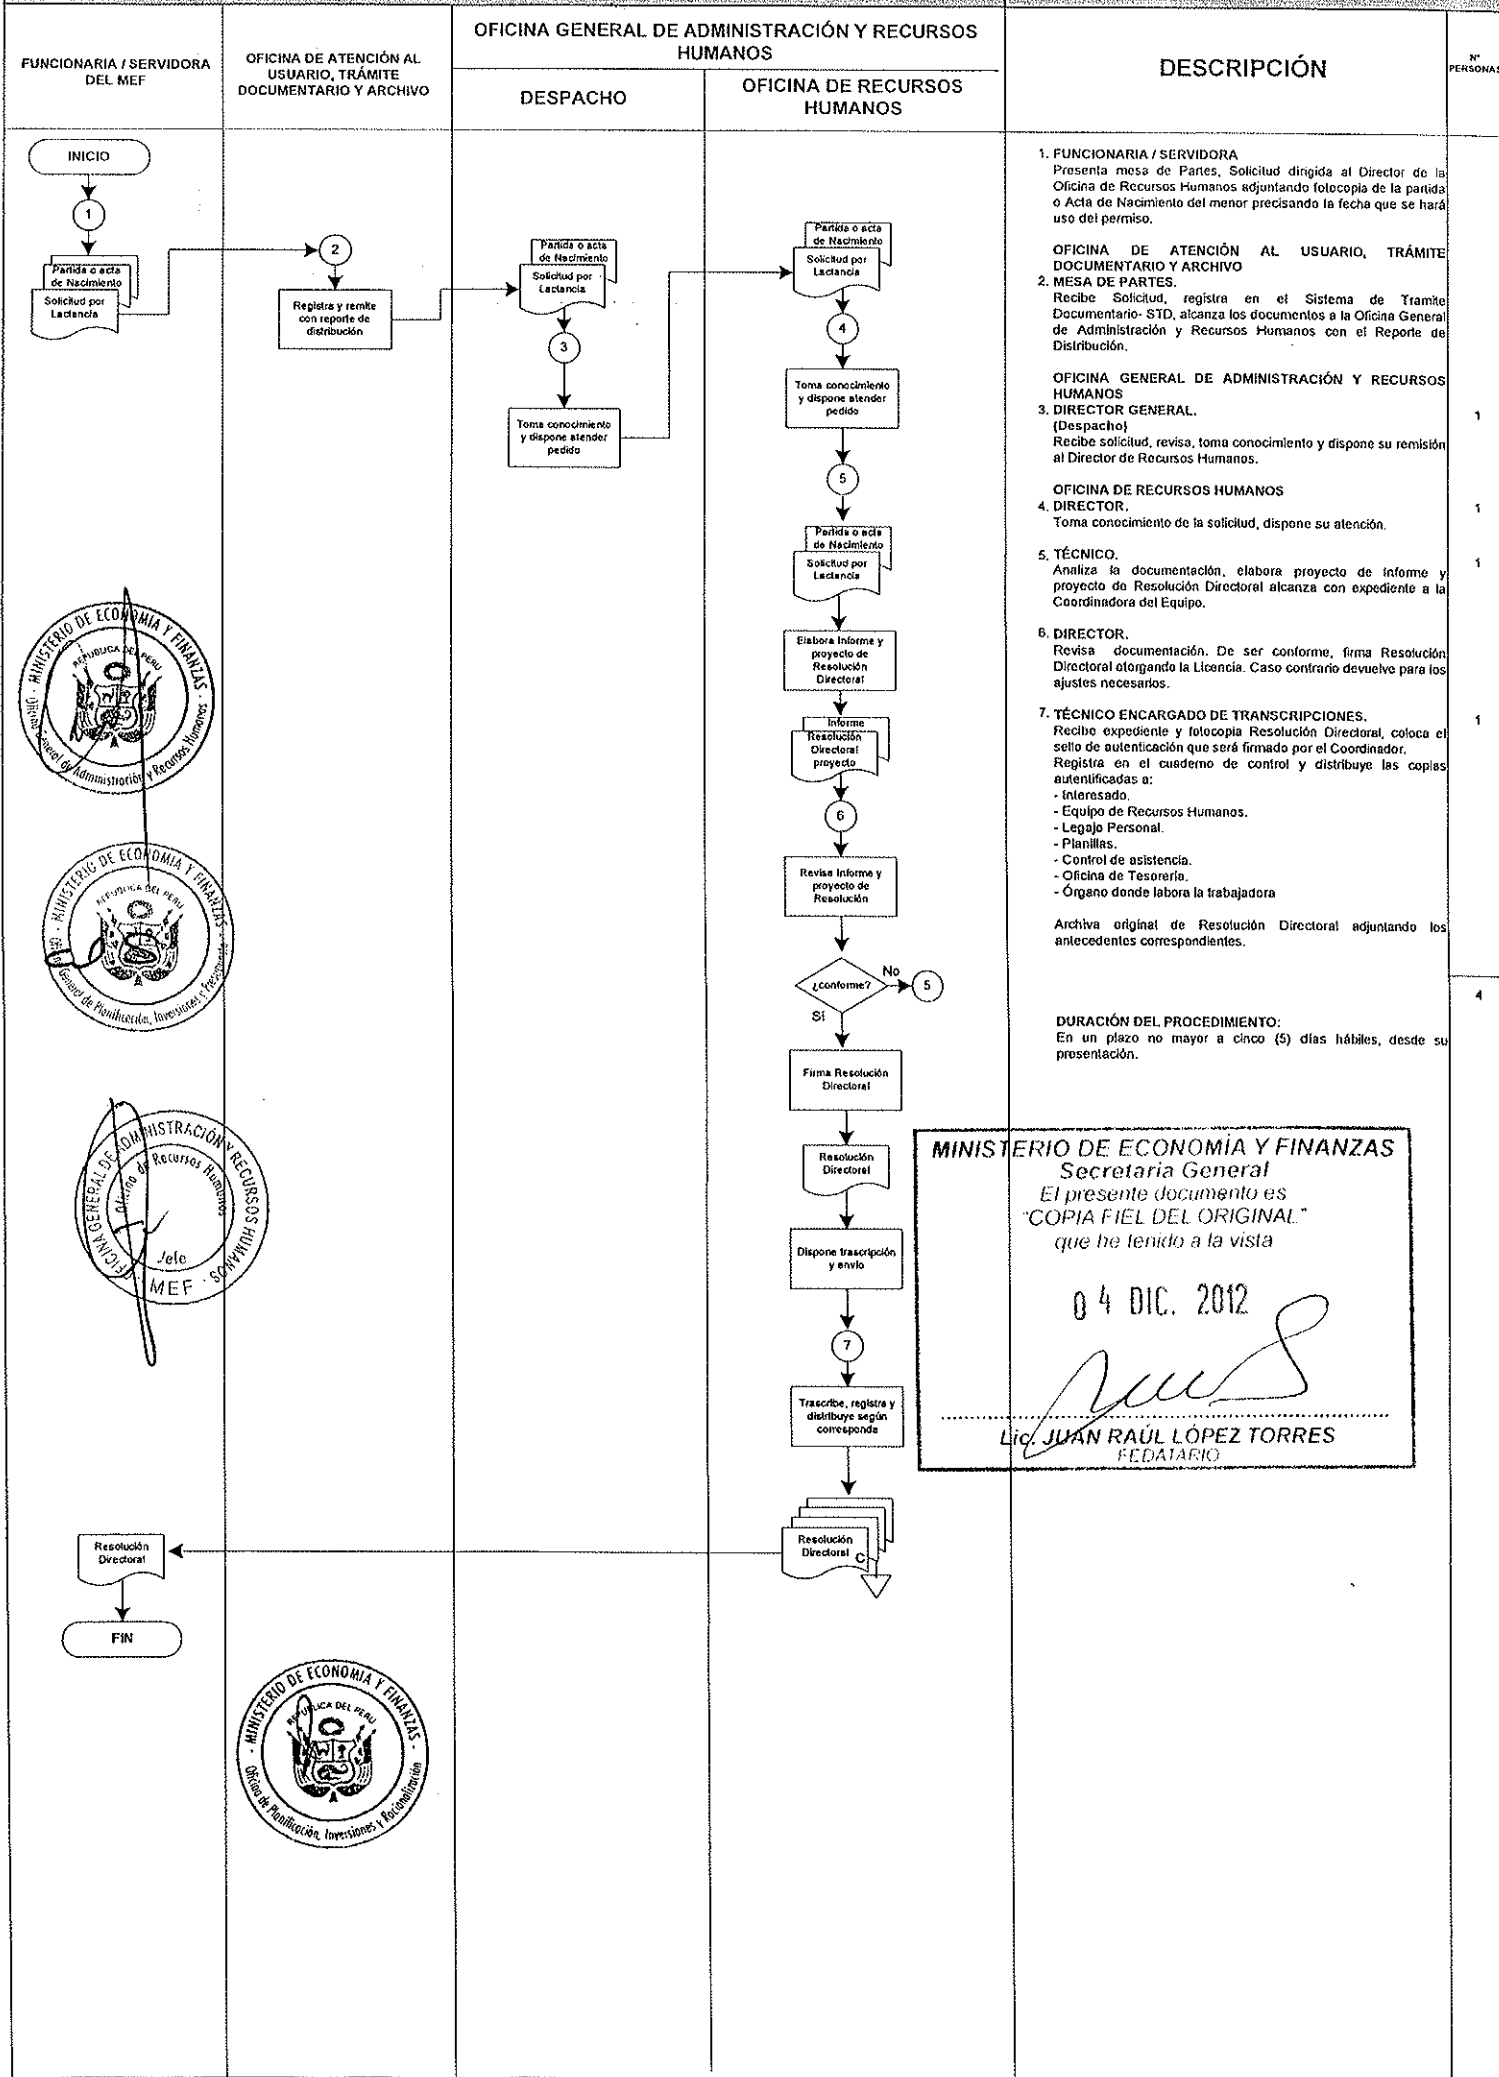 FUNCIONARIA / SERVIDORA
DEL MEF
OFICINA DE ATENCIÓN AL
USUARIO, TRÁMITE
DOCUMENTARIO Y ARCHIVO
OFICINA GENERAL DE ADMINISTRACIÓN Y RECURSOS
HUMANOS
DESPACHO
OFICINA DE RECURSOS
HUMANOS
DESCRIPCIÓN
N°
PERSONAS
INICIO
1
Partida o acta
de Nacimiento
Solicitud por
Lactancia
2
Registra y remite
con reporte de
distribución
Partida o acta
de Nacimiento
Solicitud por
Lactancia
3
Toma conocimiento
y dispone atender
pedido
Partida o acta
de Nacimiento
Solicitud por
Lactancia
4
Toma conocimiento
y dispone atender
pedido
5
Partida o acta
de Nacimiento
Solicitud por
Lactancia
Elabora Informe y
proyecto de
Resolución
Directoral
Informe
Resolución
Directoral
proyecto
6
Revisa Informe y
proyecto de
Resolución
¿conforme?
No
5
SI
Firma Resolución
Directoral
Resolución
Directoral
Dispone trascripción
y envío
7
Trascribe, registra y
distribuye según
corresponda
Resolución
Directoral
C
Resolución
Directoral
FIN
1. FUNCIONARIA / SERVIDORA
Presenta mesa de Partes, Solicitud dirigida al Director de la
Oficina de Recursos Humanos adjuntando fotocopia de la partida
o Acta de Nacimiento del menor precisando la fecha que se hará
uso del permiso.
OFICINA DE ATENCIÓN AL USUARIO, TRÁMITE
DOCUMENTARIO Y ARCHIVO
2. MESA DE PARTES.
Recibe Solicitud, registra en el Sistema de Tramite
Documentario- STD, alcanza los documentos a la Oficina General
de Administración y Recursos Humanos con el Reporte de
Distribución.
OFICINA GENERAL DE ADMINISTRACIÓN Y RECURSOS
HUMANOS
3. DIRECTOR GENERAL.
(Despacho)
Recibe solicitud, revisa, toma conocimiento y dispone su remisión
al Director de Recursos Humanos.
1
OFICINA DE RECURSOS HUMANOS
4. DIRECTOR.
Toma conocimiento de la solicitud, dispone su atención.
1
5. TÉCNICO.
Analiza la documentación, elabora proyecto de Informe y
proyecto de Resolución Directoral alcanza con expediente a la
Coordinadora del Equipo.
1
6. DIRECTOR.
Revisa documentación. De ser conforme, firma Resolución
Directoral otorgando la Licencia. Caso contrario devuelve para los
ajustes necesarios.
7. TÉCNICO ENCARGADO DE TRANSCRIPCIONES.
Recibe expediente y fotocopia Resolución Directoral, coloca el
sello de autenticación que será firmado por el Coordinador.
Registra en el cuaderno de control y distribuye las copias
autentificadas a:
- Interesado.
- Equipo de Recursos Humanos.
- Legajo Personal.
- Planillas.
- Control de asistencia.
- Oficina de Tesorería.
- Órgano donde labora la trabajadora
1
Archiva original de Resolución Directoral adjuntando los
antecedentes correspondientes.
4
DURACIÓN DEL PROCEDIMIENTO:
En un plazo no mayor a cinco (5) días hábiles, desde su
presentación.
MINISTERIO DE ECONOMÍA Y FINANZAS
Secretaria General
El presente documento es
"COPIA FIEL DEL ORIGINAL"
que he tenido a la vista
04 DIC. 2012
Lic. JUAN RAÚL LÓPEZ TORRES
FEDATARIO
MINISTERIO DE ECONOMIA Y FINANZAS
REPUBLICA DEL PERU
Oficina General de Administración y Recursos Humanos
MINISTERIO DE ECONOMIA Y FINANZAS
REPUBLICA DEL PERU
Oficina General de Planificación, Inversiones y
OFICINA GENERAL DE ADMINISTRACIÓN Y RECURSOS HUMANOS
Oficina de Recursos Humanos
Jefe
MEF
MINISTERIO DE ECONOMIA Y FINANZAS
REPUBLICA DEL PERU
Oficina de Planificación, Inversiones y Racionalización